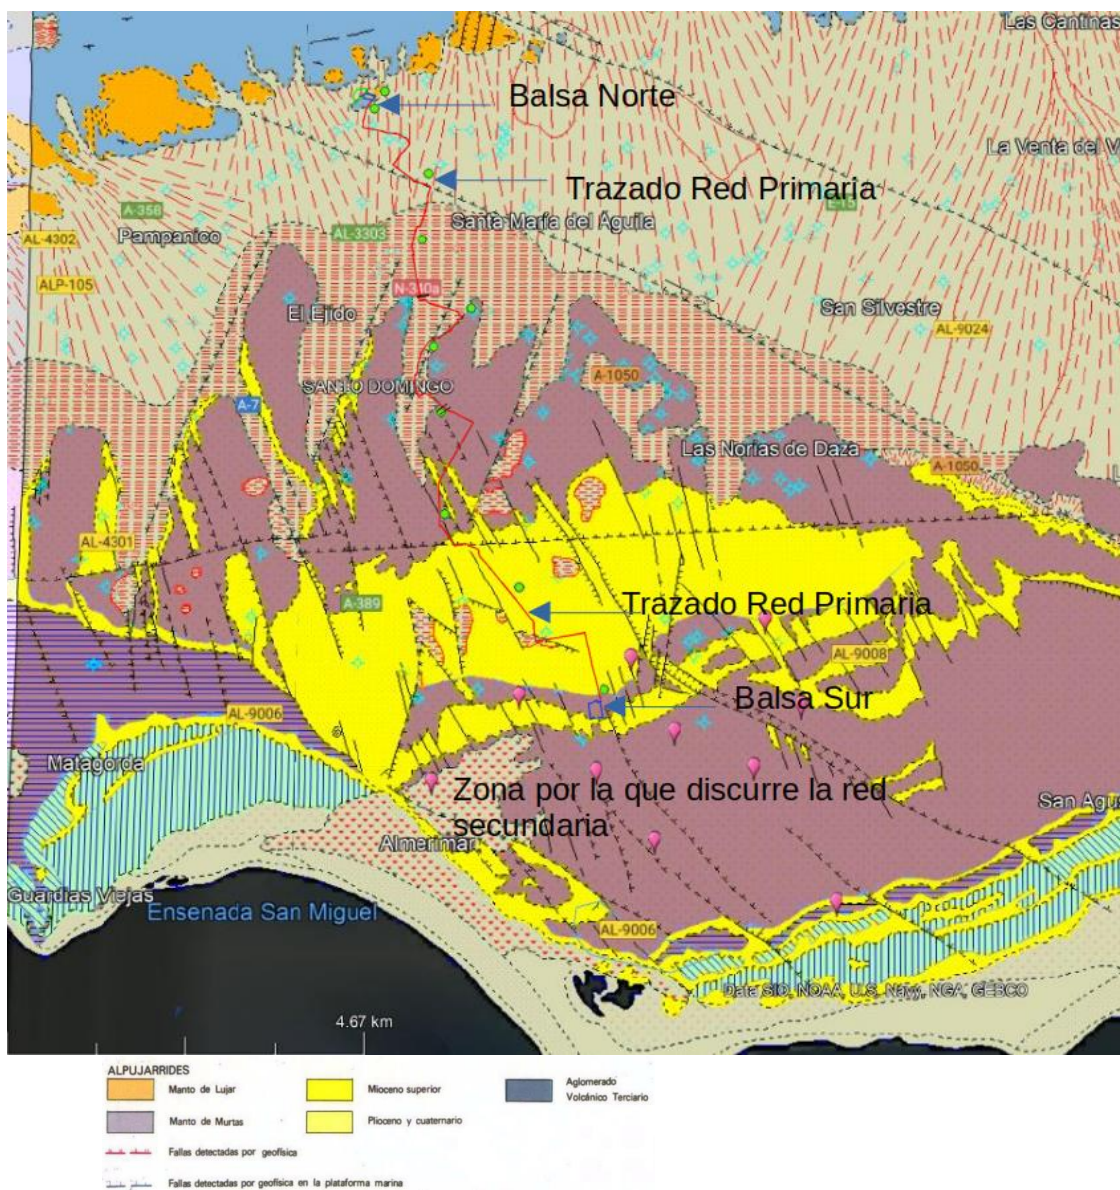 Las Cantinas
Balsa Norte
La Venta del V
Trazado Red Primaria
E-15
A-358
Santa María del Águila
AL-3303
Pampanico
AL-4302
ALP-105
N-340a
San Silvestre
El Ejido
AL-9024
A-1050
SANTO DOMINGO
A-7
Las Norias de Daza
A-1050
AL-4301
A-389
Trazado Red Primaria
AL-9008
Balsa Sur
AL-9006
Matagorda
Zona por la que discurre la red
secundaria
San Agus
Almerimar
Guardias Viejas
Ensenada San Miguel
AL-9006
Data SIO, NOAA, U.S. Navy, NGA, GEBCO
4.67 km
ALPUJARRIDES
Manto de Lujar
Mioceno superior
Aglomerado
Volcánico Terciario
Manto de Murtas
Plioceno y cuaternario
Fallas detectadas por geofísica
Fallas detectadas por geofísica en la plataforma marina